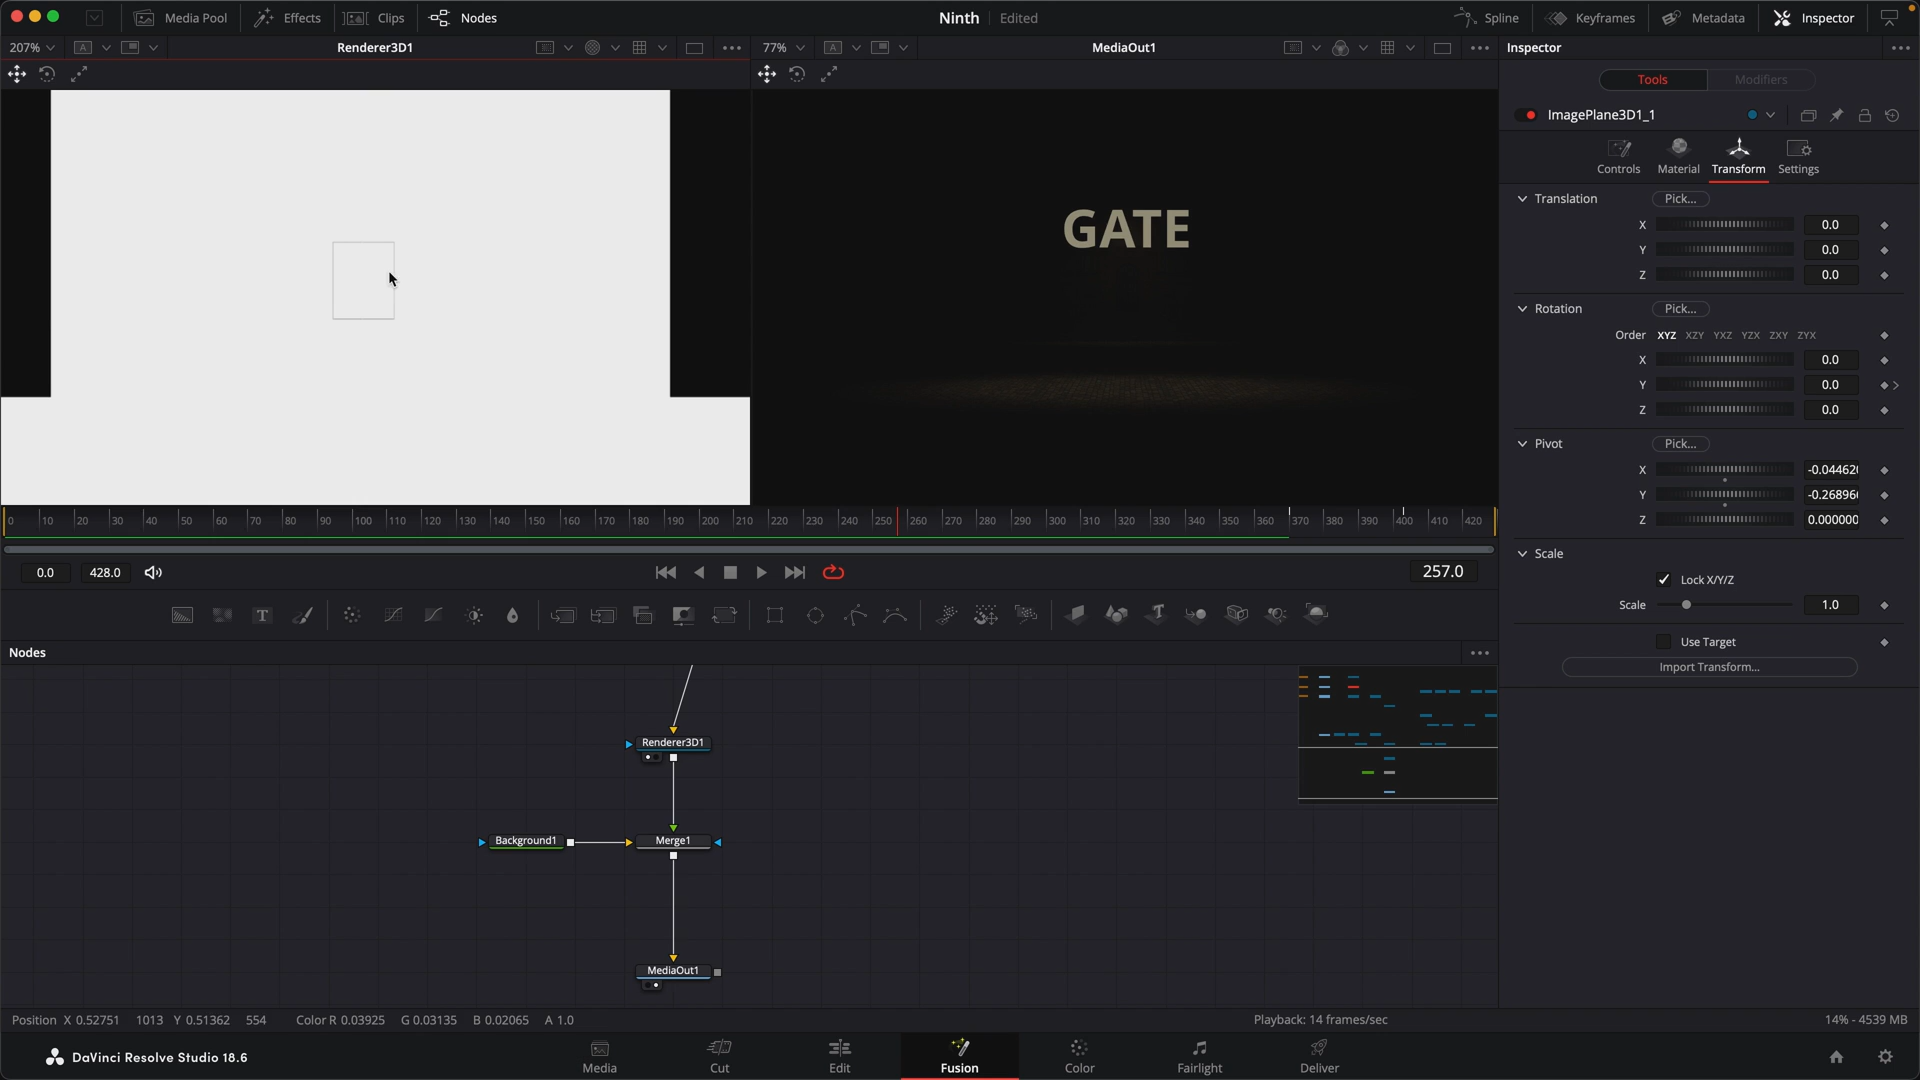 Media Pool Effects Clips Nodes Ninth Edited Spline Keyframes Metadata Inspector
207% A Renderer3D1 77% A MediaOut1 Inspector
Tools Modifiers
ImagePlane3D1_1
Controls Material Transform Settings
Translation Pick...
X 0.0
Y 0.0
Z 0.0
Rotation Pick...
Order XYZ XZY YXZ YZX ZXY ZYX
X 0.0
Y 0.0
Z 0.0
Pivot Pick...
X -0.04462
Y -0.26896
Z 0.000000
Scale
Lock X/Y/Z
Scale 1.0
Use Target
Import Transform...
GATE
0 10 20 30 40 50 60 70 80 90 100 110 120 130 140 150 160 170 180 190 200 210 220 230 240 250 260 270 280 290 300 310 320 330 340 350 360 370 380 390 400 410 420
0.0 428.0 257.0
T T
Nodes
Renderer3D1
Background1 Merge1
MediaOut1
Position X 0.52751 1013 Y 0.51362 554 Color R 0.03925 G 0.03135 B 0.02065 A 1.0 Playback: 14 frames/sec 14% - 4539 MB
DaVinci Resolve Studio 18.6 Media Cut Edit Fusion Color Fairlight Deliver